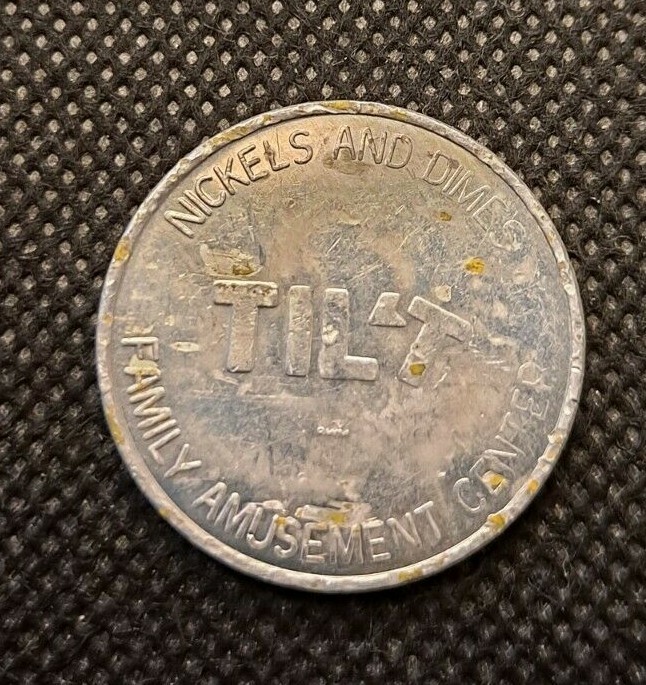 NICKELS AND DIMES
TIL'T
FAMILY AMUSEMENT CENTER